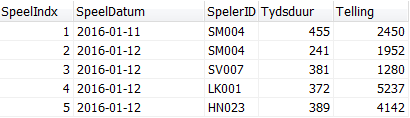 SpeelIndx SpeelDatum SpelerID Tydsduur Telling
1 2016-01-11 SM004 455 2450
2 2016-01-12 SM004 241 1952
3 2016-01-12 SV007 381 1280
4 2016-01-12 LK001 372 5237
5 2016-01-12 HN023 389 4142